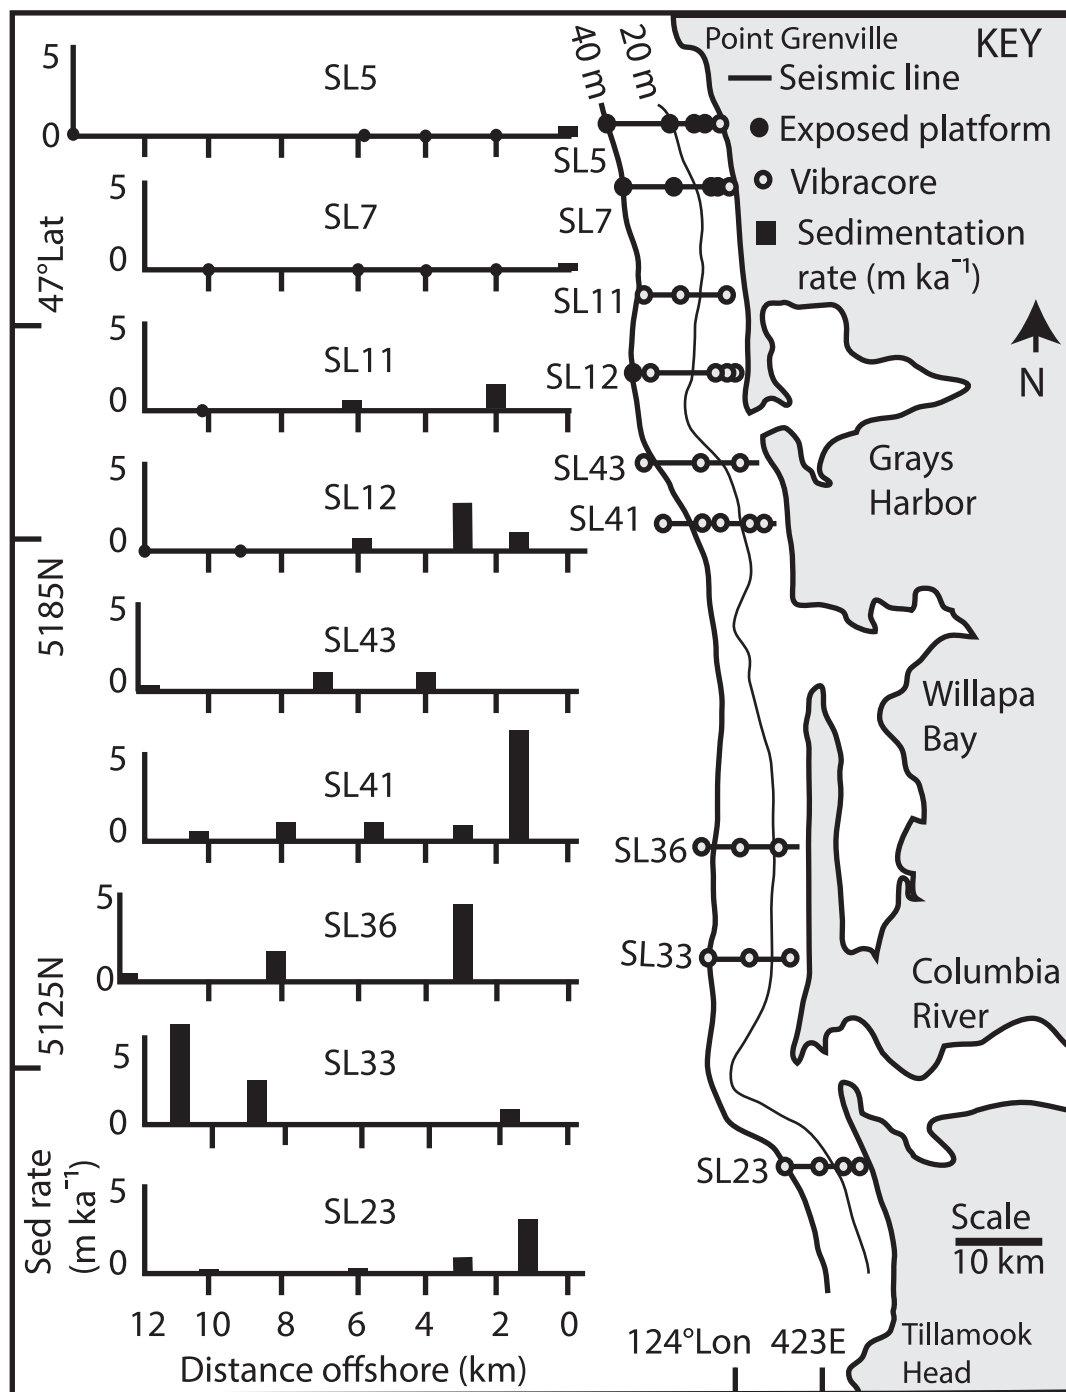 Point Grenville
KEY
Seismic line
Exposed platform
Vibracore
Sedimentation
rate (m ka⁻¹)
N
40 m
20 m
5
SL5
0
SL5
5
SL7
0
SL7
47°Lat
5
SL11
0
SL11
5
SL12
0
SL12
5185N
5
SL43
0
SL43
5
SL41
0
SL41
5
SL36
0
SL36
5125N
5
SL33
0
SL33
Sed rate
(m ka⁻¹)
5
SL23
0
SL23
12 10 8 6 4 2 0
Distance offshore (km)
Grays
Harbor
Willapa
Bay
Columbia
River
Scale
10 km
124°Lon 423E
Tillamook
Head